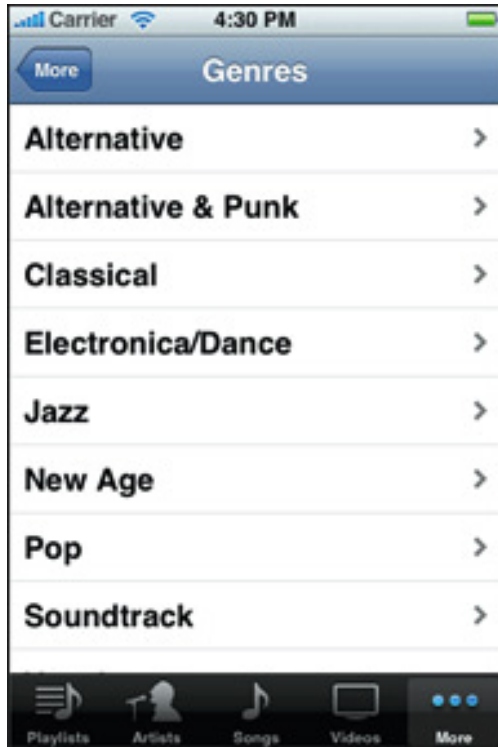 Carrier 4:30 PM
More Genres
Alternative
Alternative & Punk
Classical
Electronica/Dance
Jazz
New Age
Pop
Soundtrack
Playlists Artists Songs Videos More